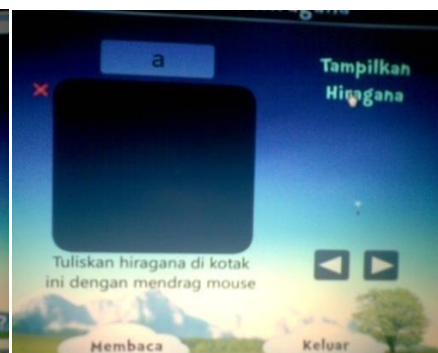 a
Tampilkan
Hiragana
Tuliskan hiragana di kotak
ini dengan mendrag mouse
Membaca
Keluar